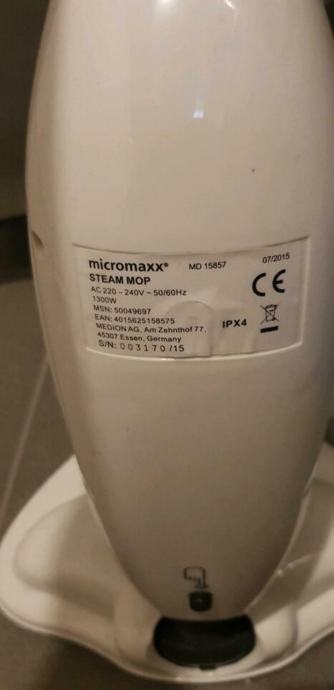 micromaxx® MD 15857 07/2015
STEAM MOP
AC 220 – 240V ~ 50/60Hz
1300W
MSN: 50049697
EAN: 4015625158575
MEDION AG, Am Zehnthof 77,
45307 Essen, Germany
S/N: 003170/15
CE
IPX4